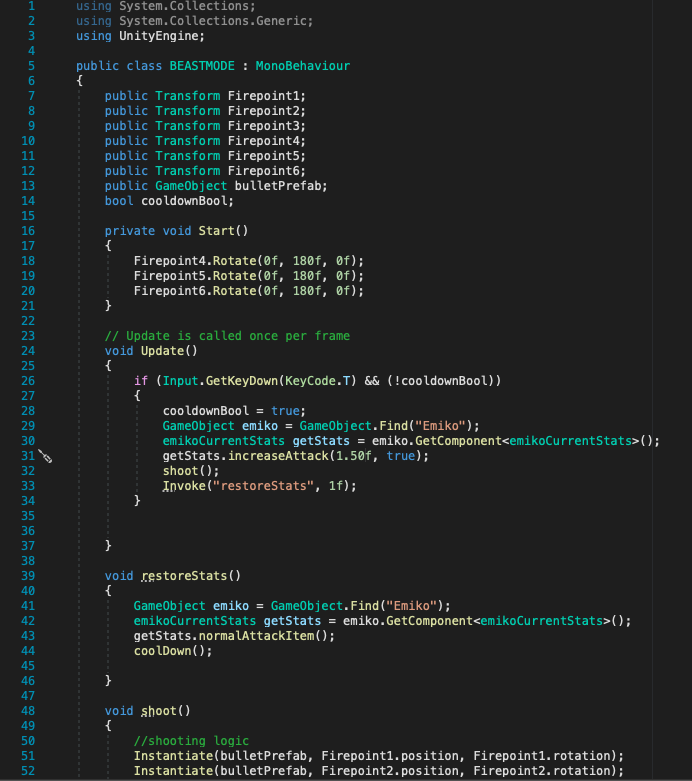 1 using System.Collections;
2 using System.Collections.Generic;
3 using UnityEngine;
4
5 public class BEASTMODE : MonoBehaviour
6 {
7 public Transform Firepoint1;
8 public Transform Firepoint2;
9 public Transform Firepoint3;
10 public Transform Firepoint4;
11 public Transform Firepoint5;
12 public Transform Firepoint6;
13 public GameObject bulletPrefab;
14 bool cooldownBool;
15
16 private void Start()
17 {
18 Firepoint4.Rotate(0f, 180f, 0f);
19 Firepoint5.Rotate(0f, 180f, 0f);
20 Firepoint6.Rotate(0f, 180f, 0f);
21 }
22
23 // Update is called once per frame
24 void Update()
25 {
26 if (Input.GetKeyDown(KeyCode.T) && (!cooldownBool))
27 {
28 cooldownBool = true;
29 GameObject emiko = GameObject.Find("Emiko");
30 emikoCurrentStats getStats = emiko.GetComponent<emikoCurrentStats>();
31 getStats.increaseAttack(1.50f, true);
32 shoot();
33 Invoke("restoreStats", 1f);
34 }
35
36
37 }
38
39 void restoreStats()
40 {
41 GameObject emiko = GameObject.Find("Emiko");
42 emikoCurrentStats getStats = emiko.GetComponent<emikoCurrentStats>();
43 getStats.normalAttackItem();
44 coolDown();
45
46 }
47
48 void shoot()
49 {
50 //shooting logic
51 Instantiate(bulletPrefab, Firepoint1.position, Firepoint1.rotation);
52 Instantiate(bulletPrefab, Firepoint2.position, Firepoint2.rotation);